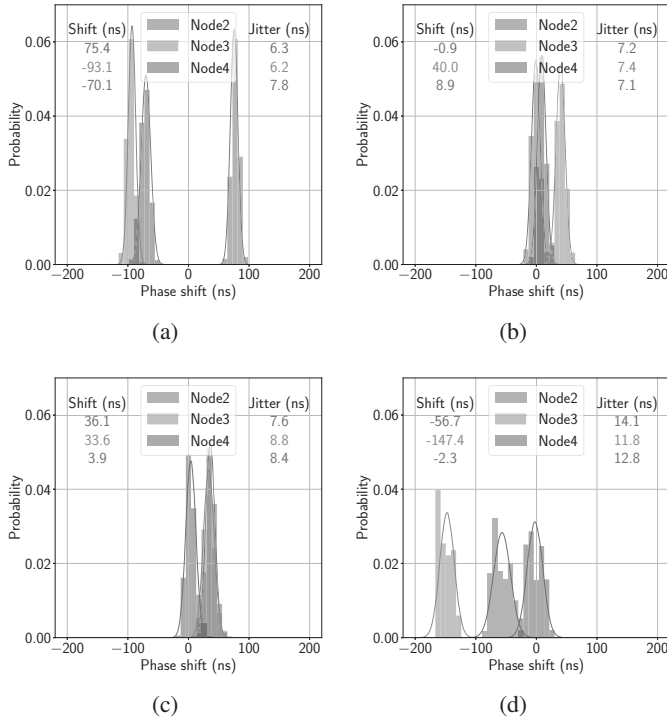 Shift (ns) Node2 Jitter (ns)
75.4 Node3 6.3
-93.1 Node4 6.2
-70.1 7.8
0.06
0.04
0.02
0.00
Probability
−200 −100 0 100 200
Phase shift (ns)
(a)
Shift (ns) Node2 Jitter (ns)
-0.9 Node3 7.2
40.0 Node4 7.4
8.9 7.1
0.06
0.04
0.02
0.00
Probability
−200 −100 0 100 200
Phase shift (ns)
(b)
Shift (ns) Node2 Jitter (ns)
36.1 Node3 7.6
33.6 Node4 8.8
3.9 8.4
0.06
0.04
0.02
0.00
Probability
−200 −100 0 100 200
Phase shift (ns)
(c)
Shift (ns) Node2 Jitter (ns)
-56.7 Node3 14.1
-147.4 Node4 11.8
-2.3 12.8
0.06
0.04
0.02
0.00
Probability
−200 −100 0 100 200
Phase shift (ns)
(d)